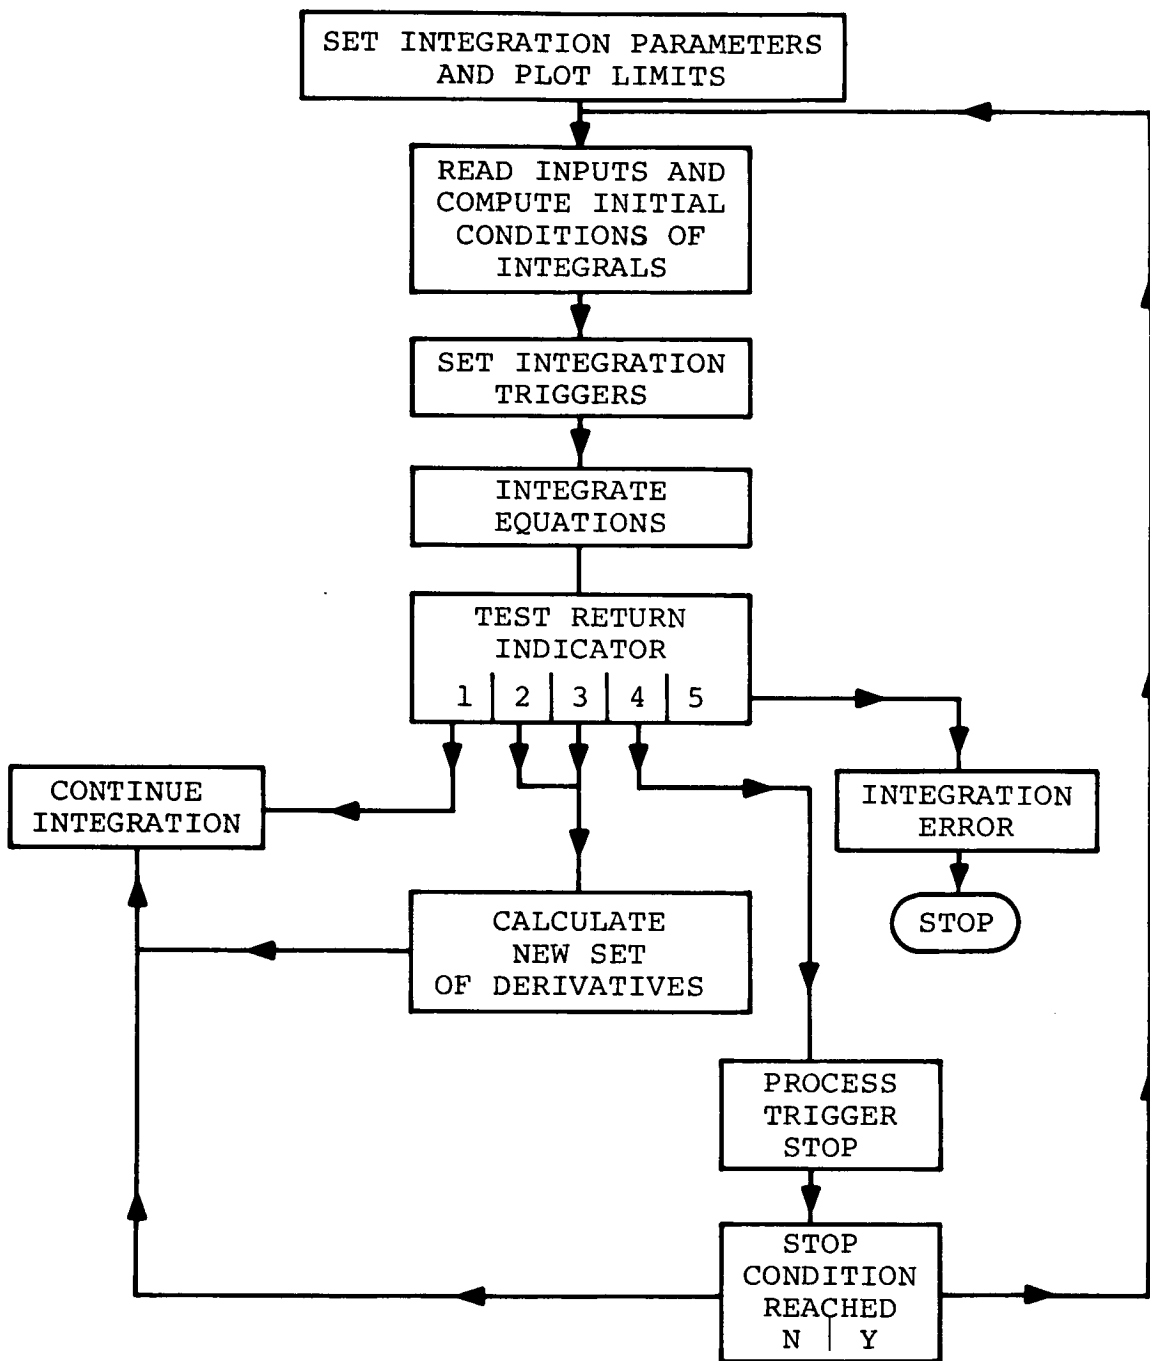 SET INTEGRATION PARAMETERS
AND PLOT LIMITS
READ INPUTS AND
COMPUTE INITIAL
CONDITIONS OF
INTEGRALS
SET INTEGRATION
TRIGGERS
INTEGRATE
EQUATIONS
TEST RETURN
INDICATOR
1 2 3 4 5
CONTINUE
INTEGRATION
INTEGRATION
ERROR
STOP
CALCULATE
NEW SET
OF DERIVATIVES
PROCESS
TRIGGER
STOP
STOP
CONDITION
REACHED
N Y